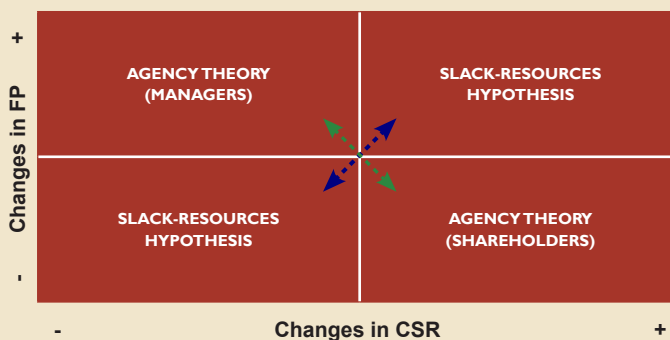 +
AGENCY THEORY
(MANAGERS)
SLACK-RESOURCES
HYPOTHESIS
Changes in FP
SLACK-RESOURCES
HYPOTHESIS
AGENCY THEORY
(SHAREHOLDERS)
-
-
Changes in CSR
+